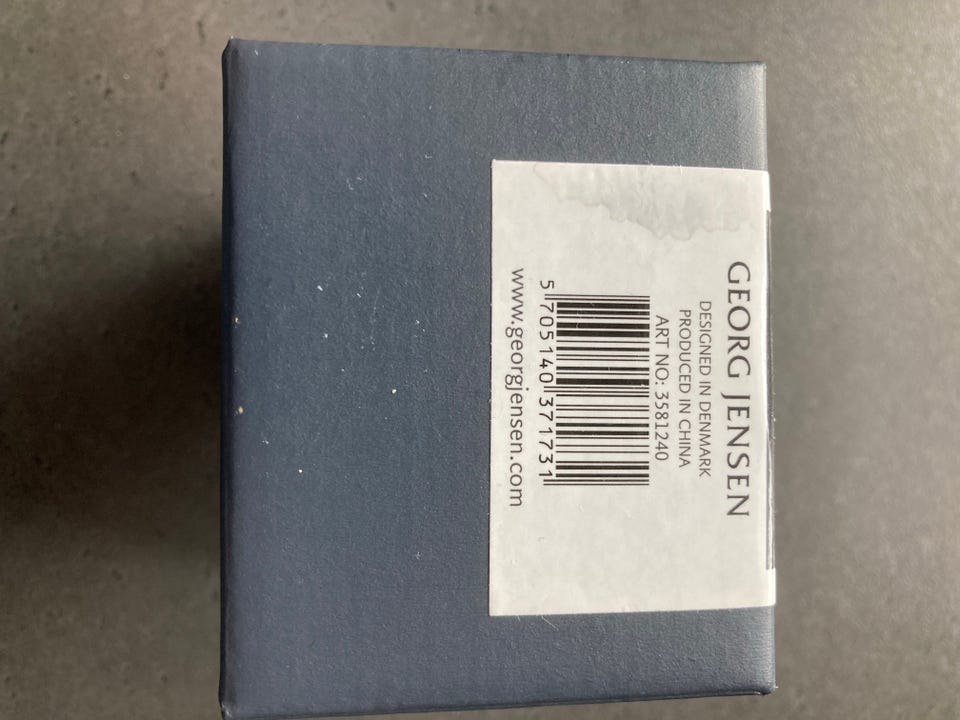 GEORG JENSEN
DESIGNED IN DENMARK
PRODUCED IN CHINA
ART NO: 3581240
5 705140 371731
www.georgjensen.com